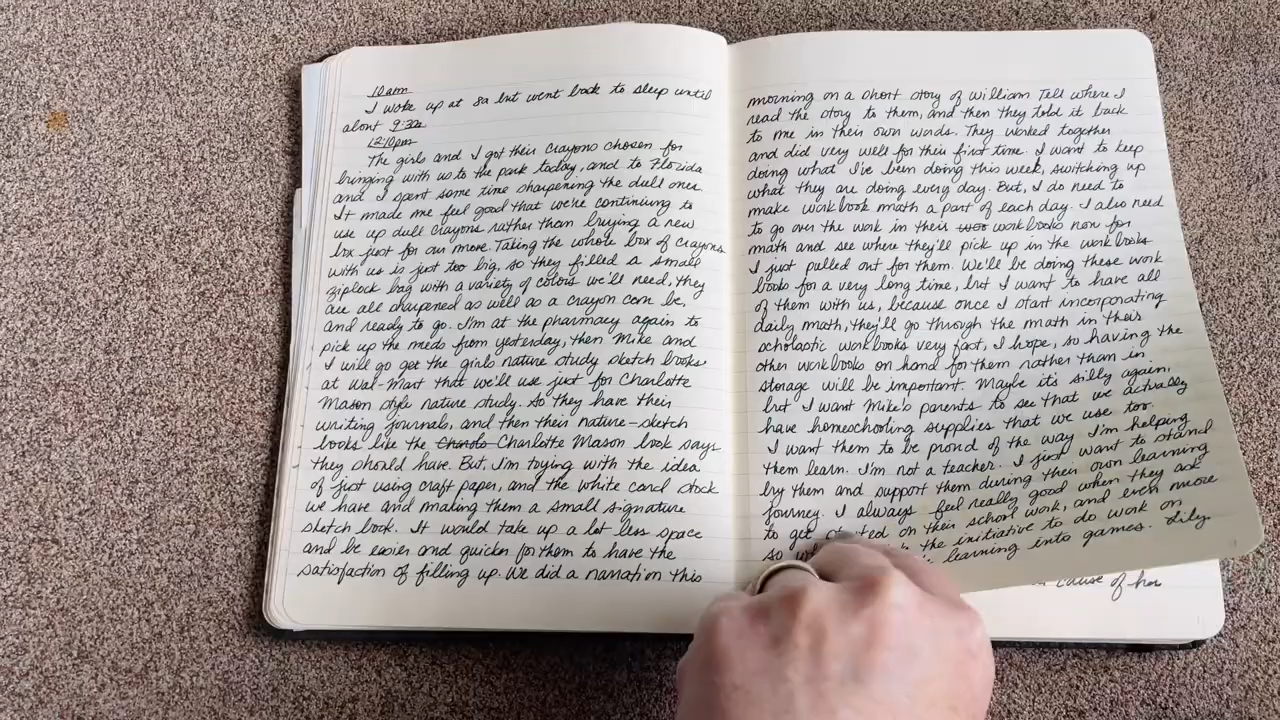 10am
I woke up at 8a but went back to sleep until
about 9:30a
12:10pm
The girls and I got their crayons chosen for
bringing with us to the park today, and to Florida
and I spent some time sharpening the dull ones.
It made me feel good that we're continuing to
use up dull crayons rather than buying a new
box just for our move. Taking the whole box of crayons
with us is just too big, so they filled a small
ziplock bag with a variety of colors we'll need, they
are all sharpened as well as a crayon can be,
and ready to go. I'm at the pharmacy again to
pick up the meds from yesterday, then Mike and
I will go get the girls nature study sketch books
at Wal-Mart that we'll use just for Charlotte
Mason style nature study. So they have their
writing journals, and then their nature-sketch
books like the Charlotte Mason book says
they should have. But, I'm toying with the idea
of just using craft paper, and the white card stock
we have and making them a small signature
sketch book. It would take up a lot less space
and be easier and quicker for them to have the
satisfaction of filling up. We did a narration this
morning on a short story of William Tell where I
read the story to them, and then they told it back
to me in their own words. They worked together
and did very well for their first time. I want to keep
doing what I've been doing this week, switching up
what they are doing every day. But, I do need to
make workbook math a part of each day. I also need
to go over the work in their workbooks now for
math and see where they'll pick up in the workbooks
I just pulled out for them. We'll be doing these work
books for a very long time, but I want to have all
of them with us, because once I start incorporating
daily math, they'll go through the math in their
scholastic workbooks very fast, I hope, so having the
other workbooks on hand for them rather than in
storage will be important. Maybe it's silly again,
but I want Mike's parents to see that we actually
have homeschooling supplies that we use too.
I want them to be proud of the way I'm helping
them learn. I'm not a teacher. I just want to stand
by them and support them during their own learning
journey. I always feel really good when they ask
to get started on their school work, and even more
so the initiative to do work on
learning into games. Lily
cause of her